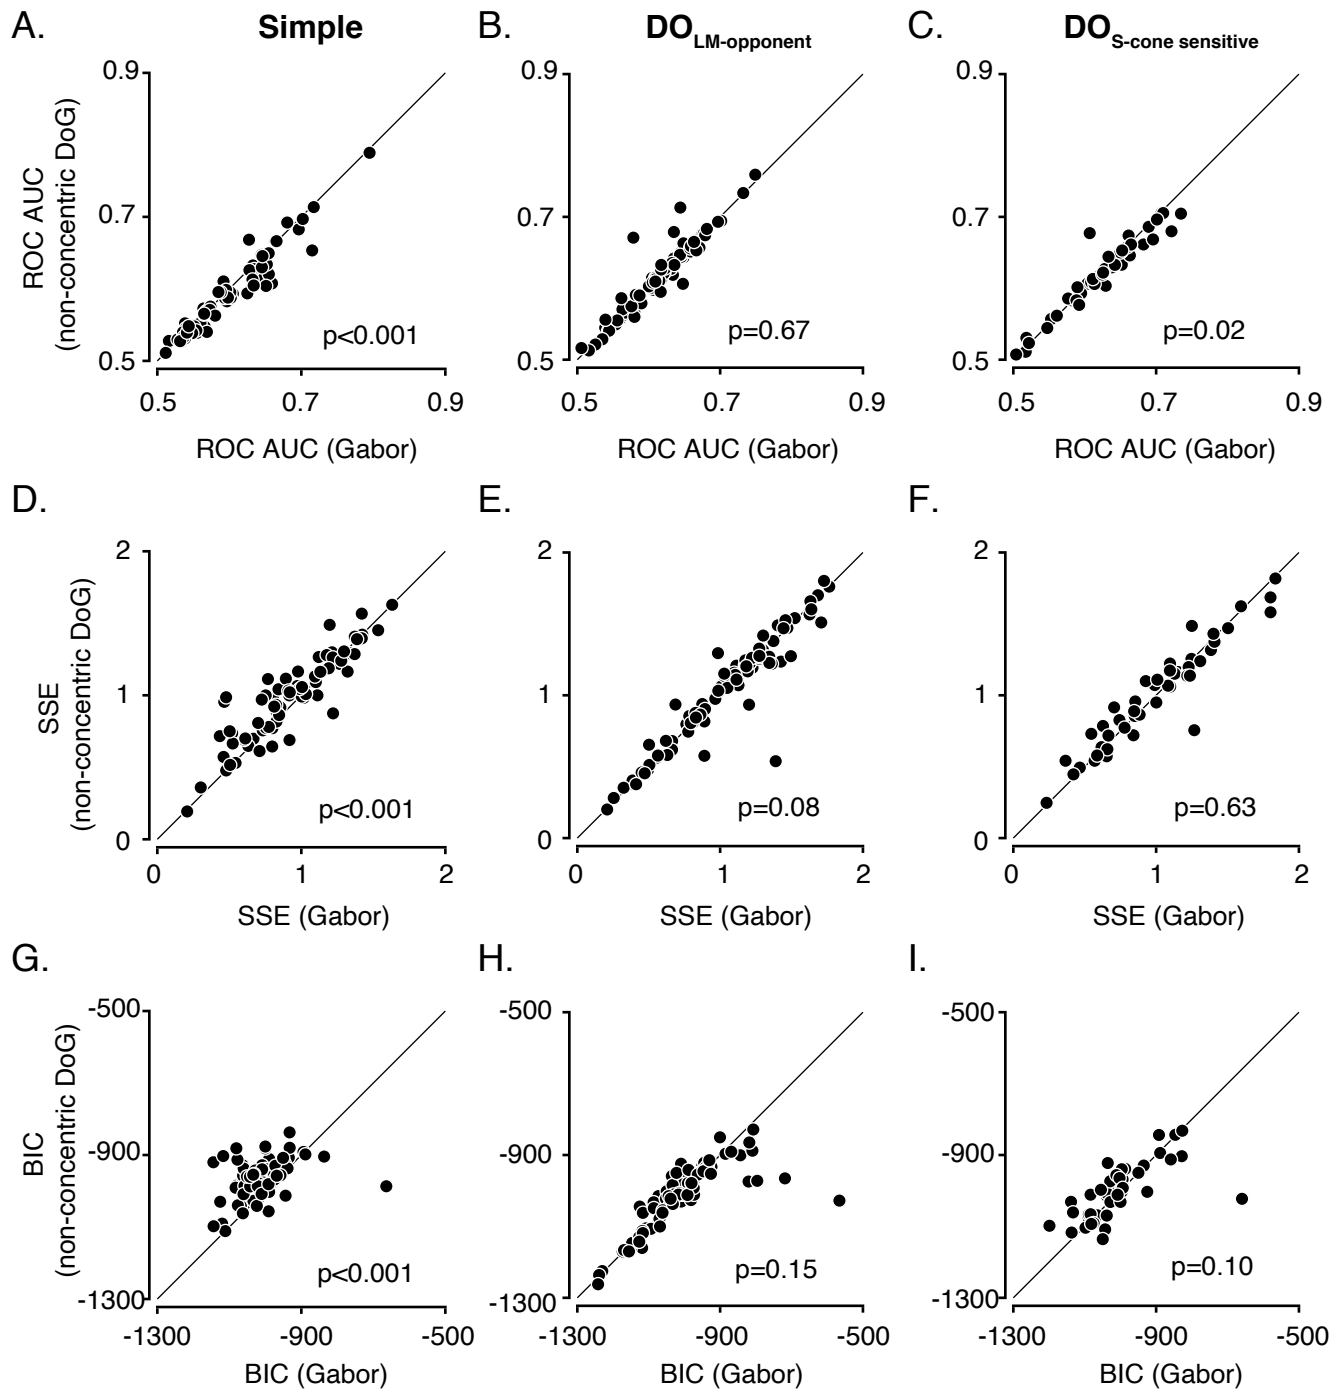 A.
Simple
B.
DO LM-opponent
C.
DO S-cone sensitive
ROC AUC
(non-concentric DoG)
0.9
0.7
0.5
p<0.001
0.5 0.7 0.9
ROC AUC (Gabor)
0.9
0.7
0.5
p=0.67
0.5 0.7 0.9
ROC AUC (Gabor)
0.9
0.7
0.5
p=0.02
0.5 0.7 0.9
ROC AUC (Gabor)
D.
E.
F.
SSE
(non-concentric DoG)
2
1
0
p<0.001
0 1 2
SSE (Gabor)
2
1
0
p=0.08
0 1 2
SSE (Gabor)
2
1
0
p=0.63
0 1 2
SSE (Gabor)
G.
H.
I.
BIC
(non-concentric DoG)
-500
-900
-1300
p<0.001
-1300 -900 -500
BIC (Gabor)
-500
-900
-1300
p=0.15
-1300 -900 -500
BIC (Gabor)
-500
-900
-1300
p=0.10
-1300 -900 -500
BIC (Gabor)